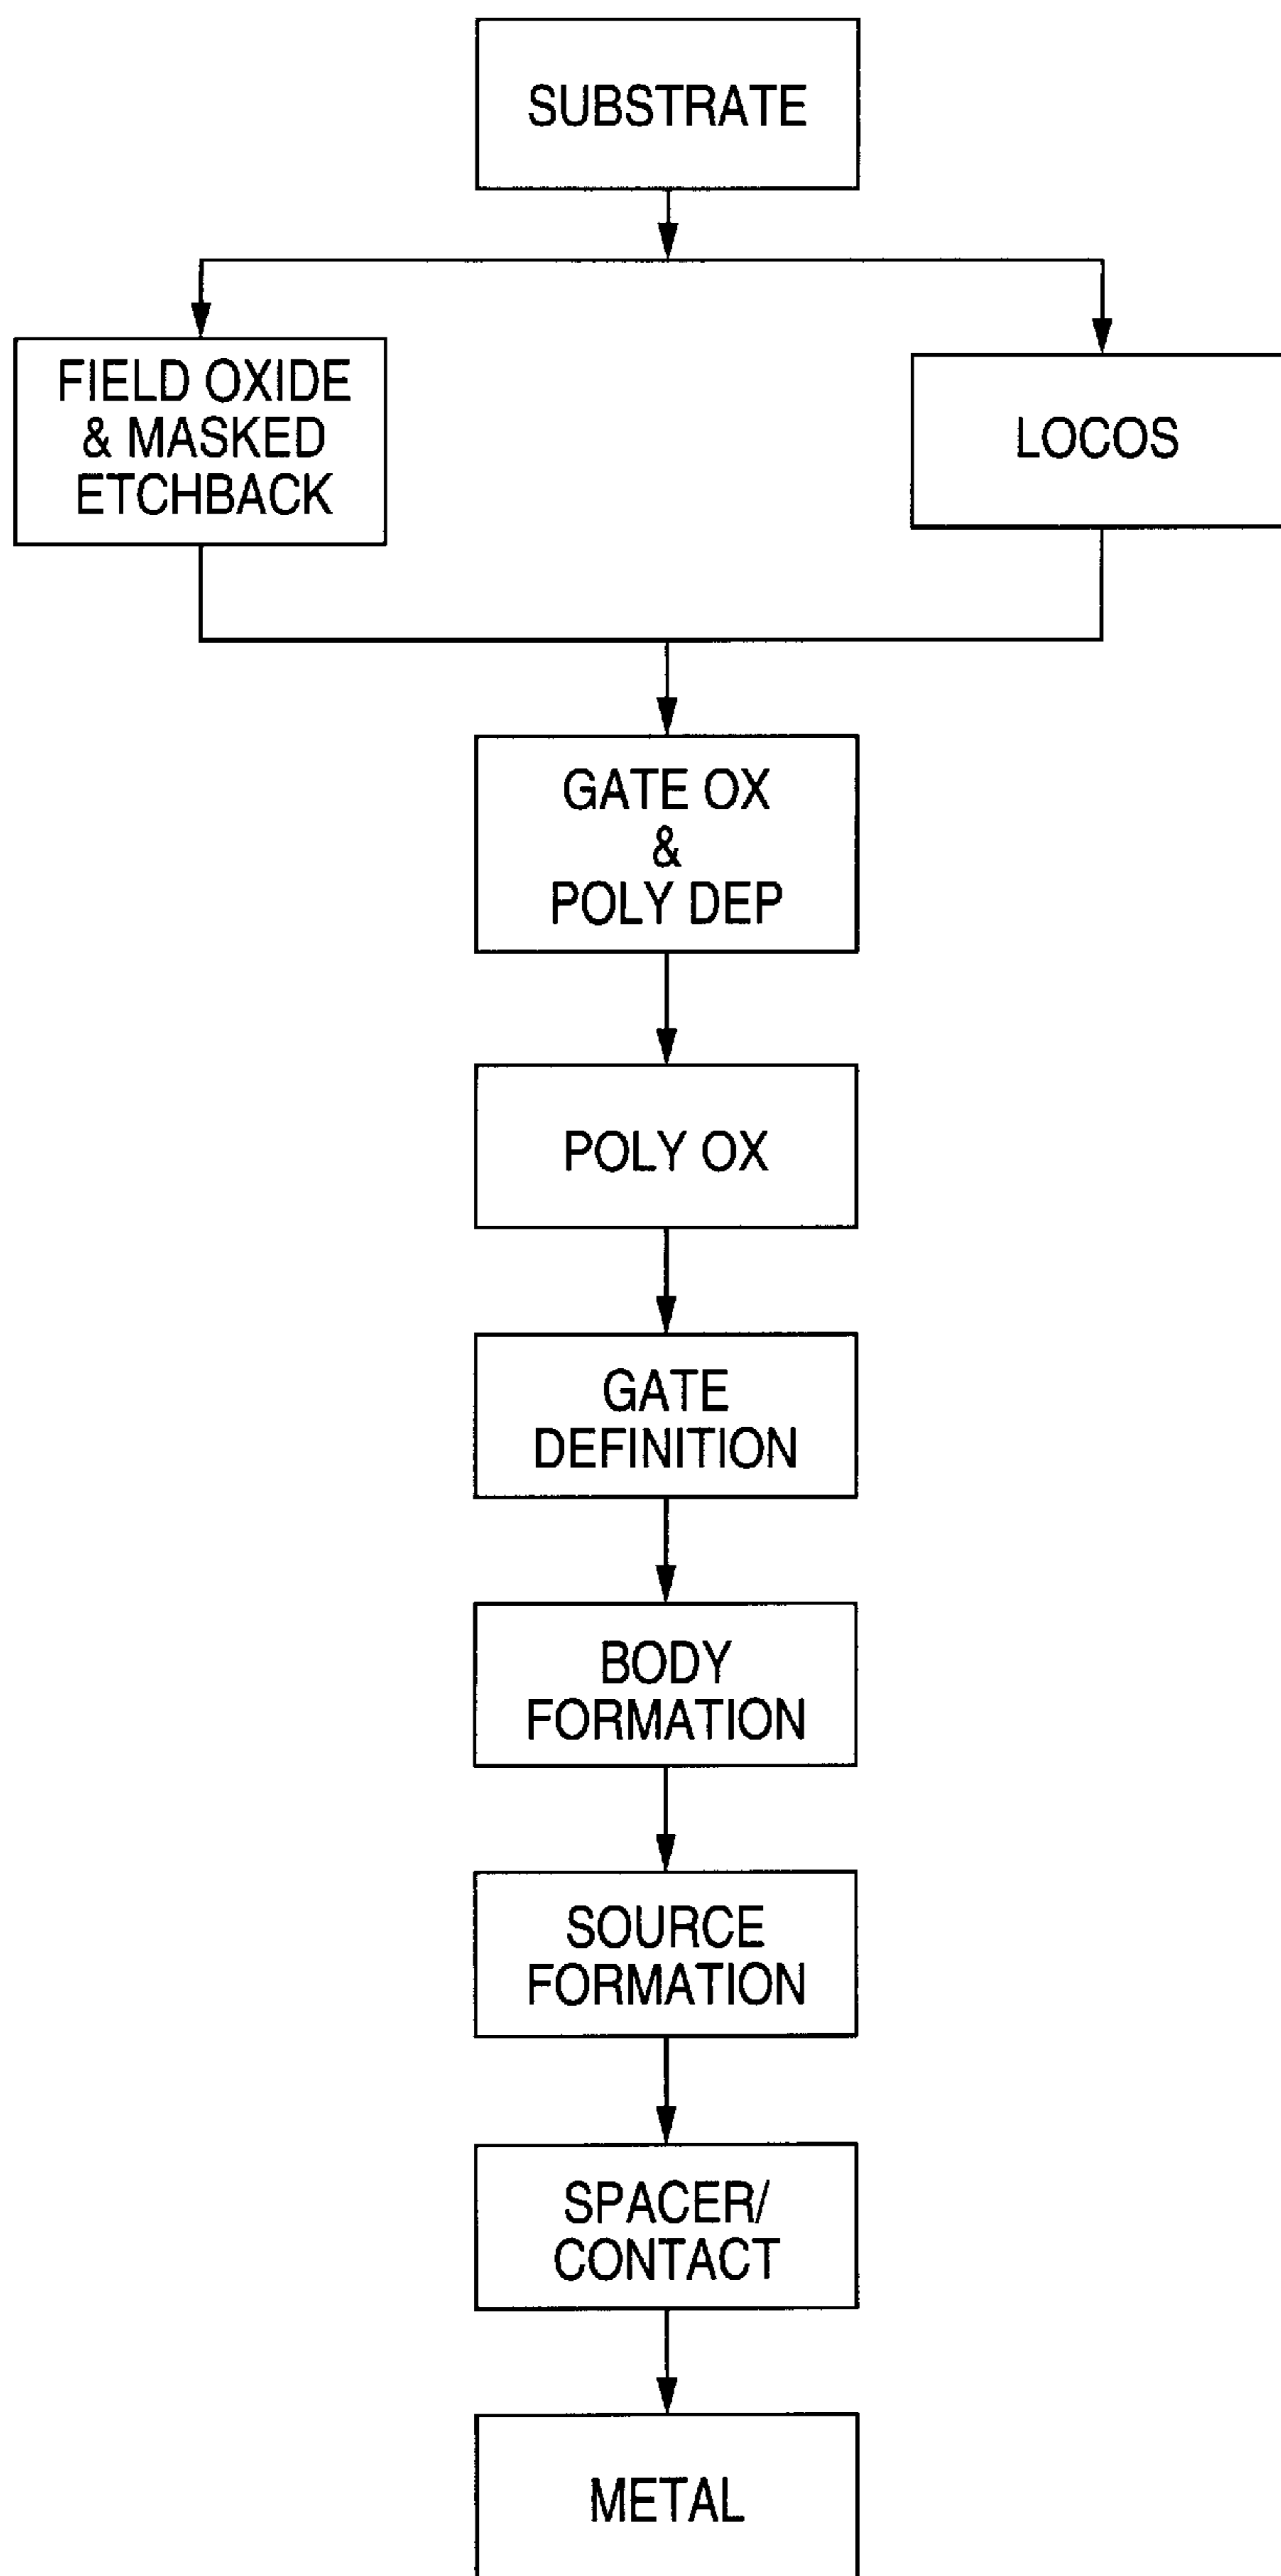 SUBSTRATE
FIELD OXIDE
& MASKED
ETCHBACK
LOCOS
GATE OX
&
POLY DEP
POLY OX
GATE
DEFINITION
BODY
FORMATION
SOURCE
FORMATION
SPACER/
CONTACT
METAL